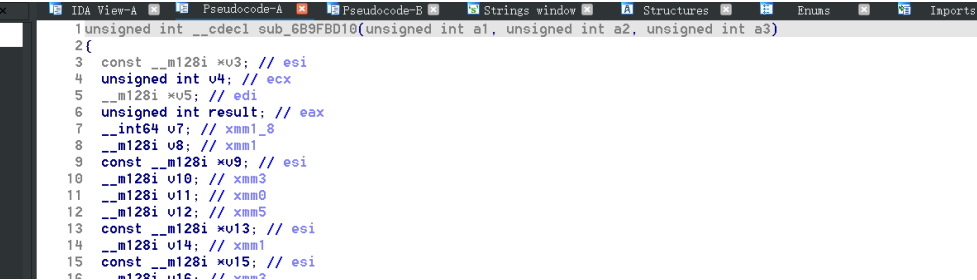 IDA View-A Pseudocode-A Pseudocode-B Strings window Structures Enums Imports
1 unsigned int __cdecl sub_6B9FBD10(unsigned int a1, unsigned int a2, unsigned int a3)
2 {
3 const __m128i *v3; // esi
4 unsigned int v4; // ecx
5 __m128i *v5; // edi
6 unsigned int result; // eax
7 __int64 v7; // xmm1_8
8 __m128i v8; // xmm1
9 const __m128i *v9; // esi
10 __m128i v10; // xmm3
11 __m128i v11; // xmm0
12 __m128i v12; // xmm5
13 const __m128i *v13; // esi
14 __m128i v14; // xmm1
15 const __m128i *v15; // esi
16 __m128i v16; // xmm3